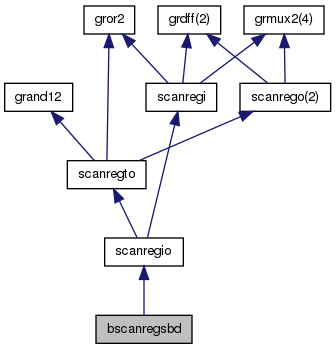 gror2
grdff(2)
grmux2(4)
grand12
scanregi
scanrego(2)
scanregto
scanregio
bscanregsbd